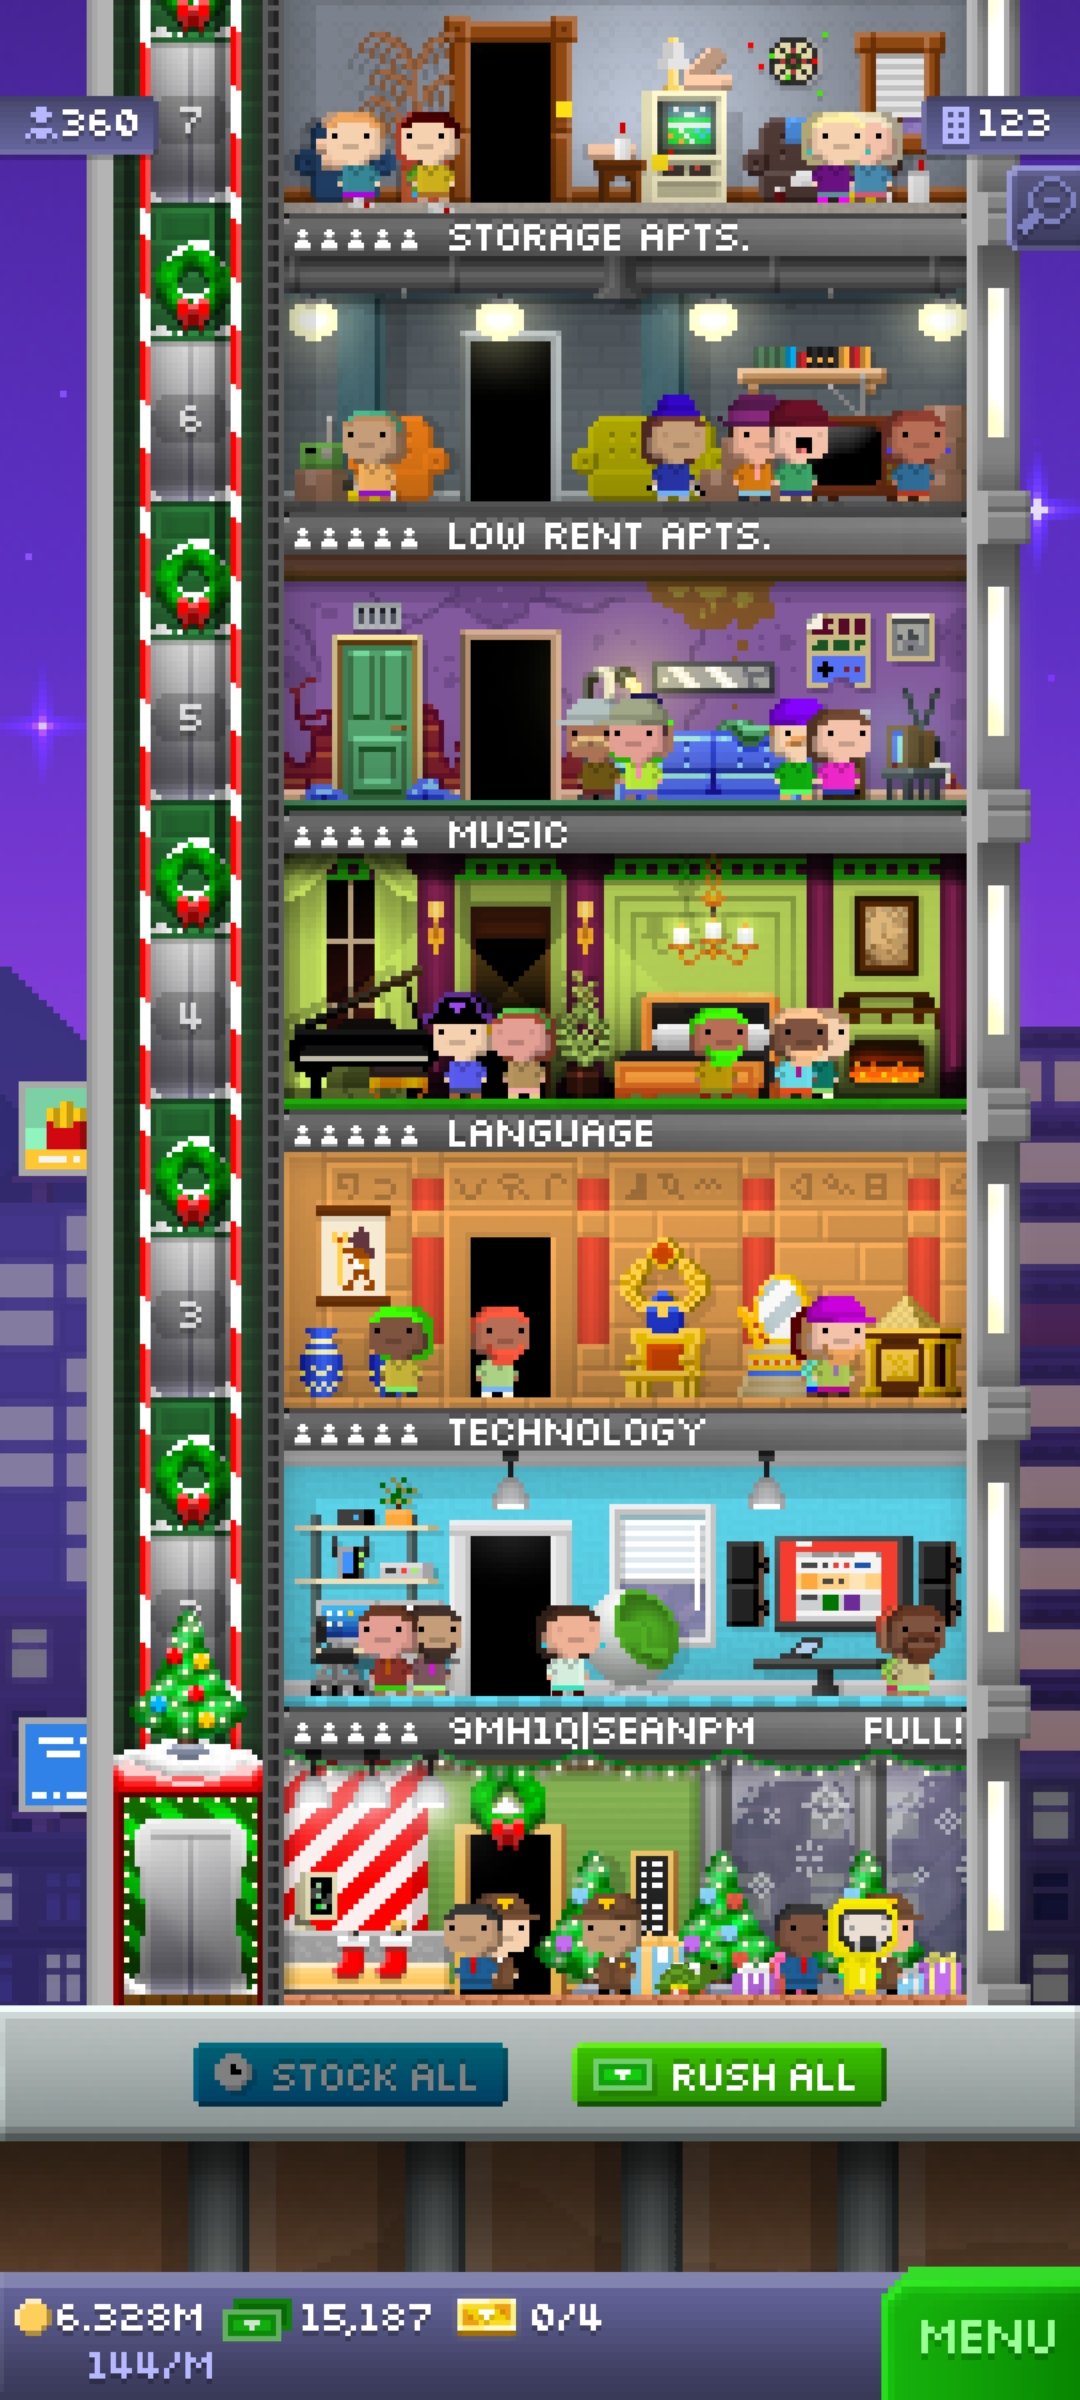 7
360
123
STORAGE APTS.
6
LOW RENT APTS.
5
MUSIC
4
LANGUAGE
3
TECHNOLOGY
9MH1Q|SEANPM FULL!
STOCK ALL
RUSH ALL
6.328M
15,187
0/4
144/M
MENU